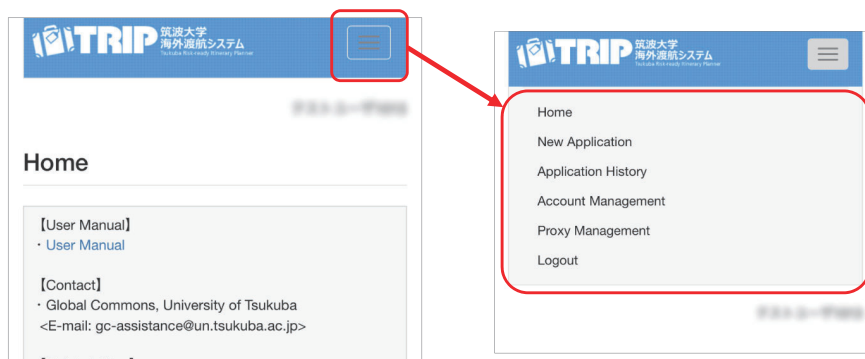 TRIP 筑波大学
海外渡航システム
Tsukuba Risk-ready Itinerary Planner
Home
【User Manual】
・User Manual
【Contact】
・Global Commons, University of Tsukuba
<E-mail: gc-assistance@un.tsukuba.ac.jp>
TRIP 筑波大学
海外渡航システム
Tsukuba Risk-ready Itinerary Planner
Home
New Application
Application History
Account Management
Proxy Management
Logout